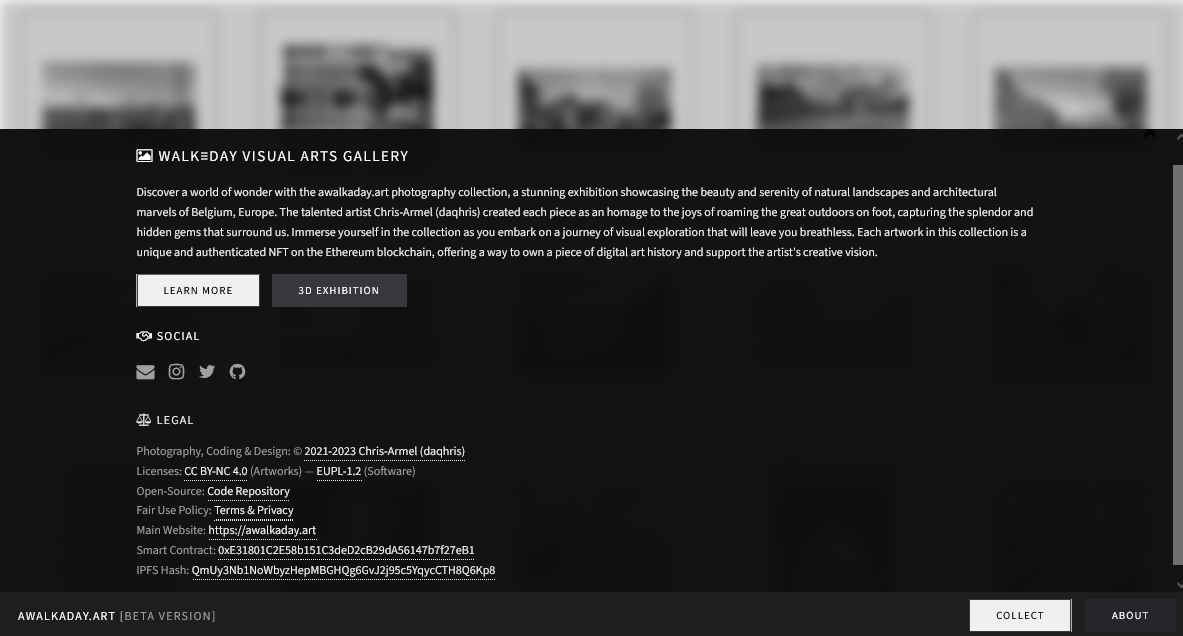 WALK≡DAY VISUAL ARTS GALLERY
Discover a world of wonder with the awalkaday.art photography collection, a stunning exhibition showcasing the beauty and serenity of natural landscapes and architectural
marvels of Belgium, Europe. The talented artist Chris-Armel (daqhris) created each piece as an homage to the joys of roaming the great outdoors on foot, capturing the splendor and
hidden gems that surround us. Immerse yourself in the collection as you embark on a journey of visual exploration that will leave you breathless. Each artwork in this collection is a
unique and authenticated NFT on the Ethereum blockchain, offering a way to own a piece of digital art history and support the artist's creative vision.
LEARN MORE 3D EXHIBITION
SOCIAL
LEGAL
Photography, Coding & Design: © 2021-2023 Chris-Armel (daqhris)
Licenses: CC BY-NC 4.0 (Artworks) — EUPL-1.2 (Software)
Open-Source: Code Repository
Fair Use Policy: Terms & Privacy
Main Website: https://awalkaday.art
Smart Contract: 0xE31801C2E58b151C3deD2cB29dA56147b7f27eB1
IPFS Hash: QmUy3Nb1NoWbyzHepMBGHQg6GvJ2j95c5YqycCTH8Q6Kp8
AWALKADAY.ART [BETA VERSION] COLLECT ABOUT